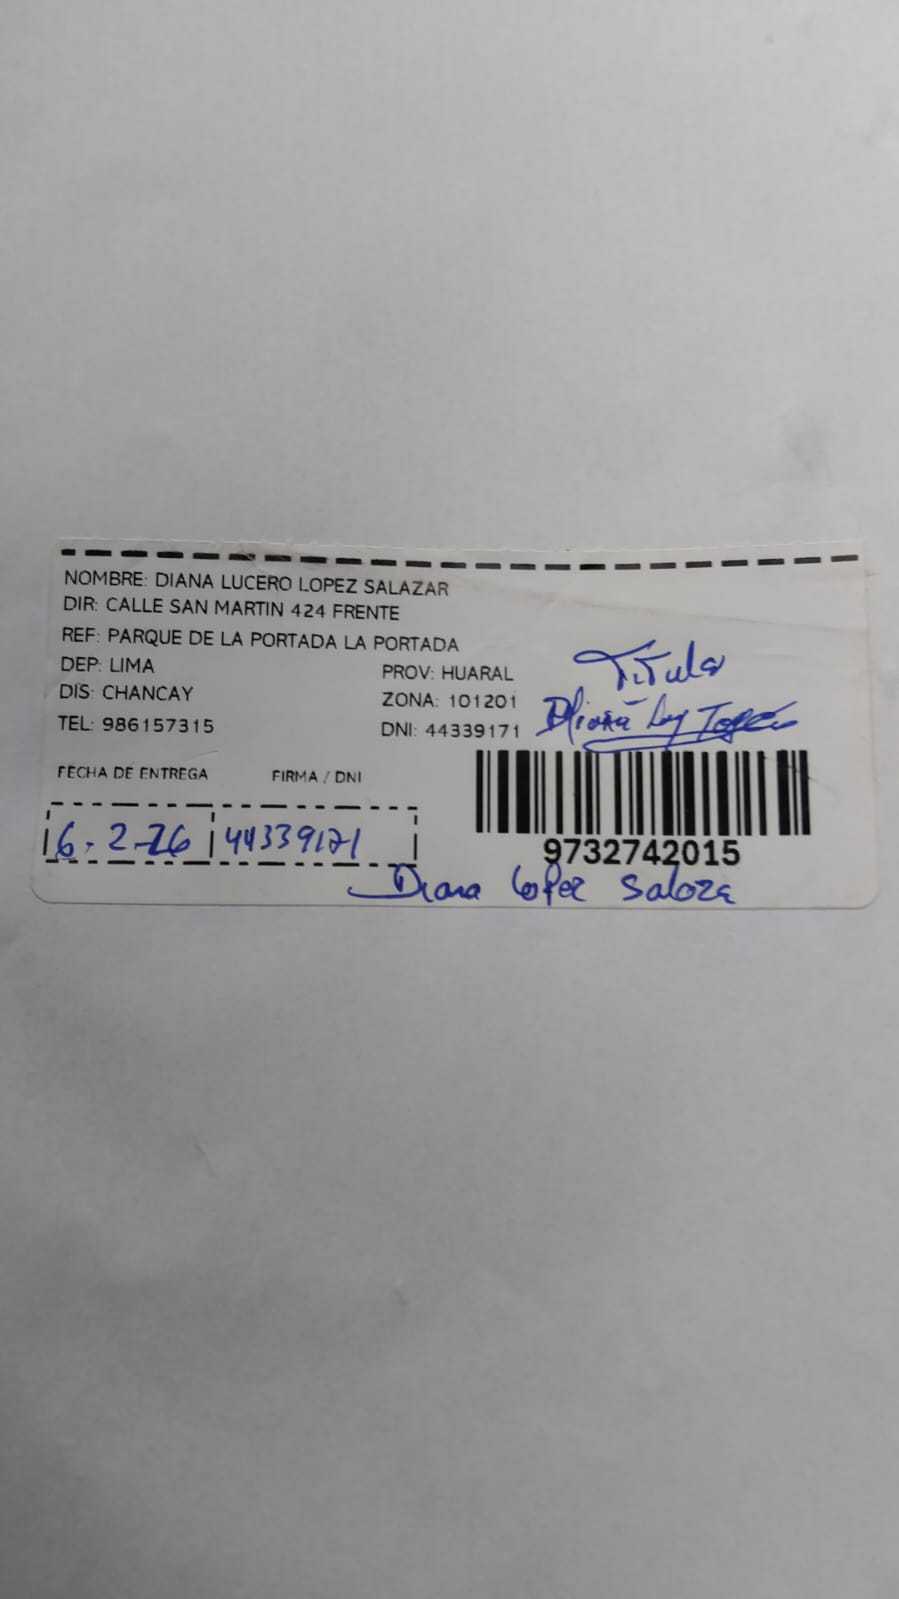 NOMBRE: DIANA LUCERO LOPEZ SALAZAR
DIR: CALLE SAN MARTIN 424 FRENTE
REF: PARQUE DE LA PORTADA LA PORTADA
DEP: LIMA PROV: HUARAL
DIS: CHANCAY ZONA: 101201
TEL: 986157315 DNI: 44339171
Titular
FECHA DE ENTREGA FIRMA / DNI
6-2-26 44339171
9732742015
Diana Lopez Salaza